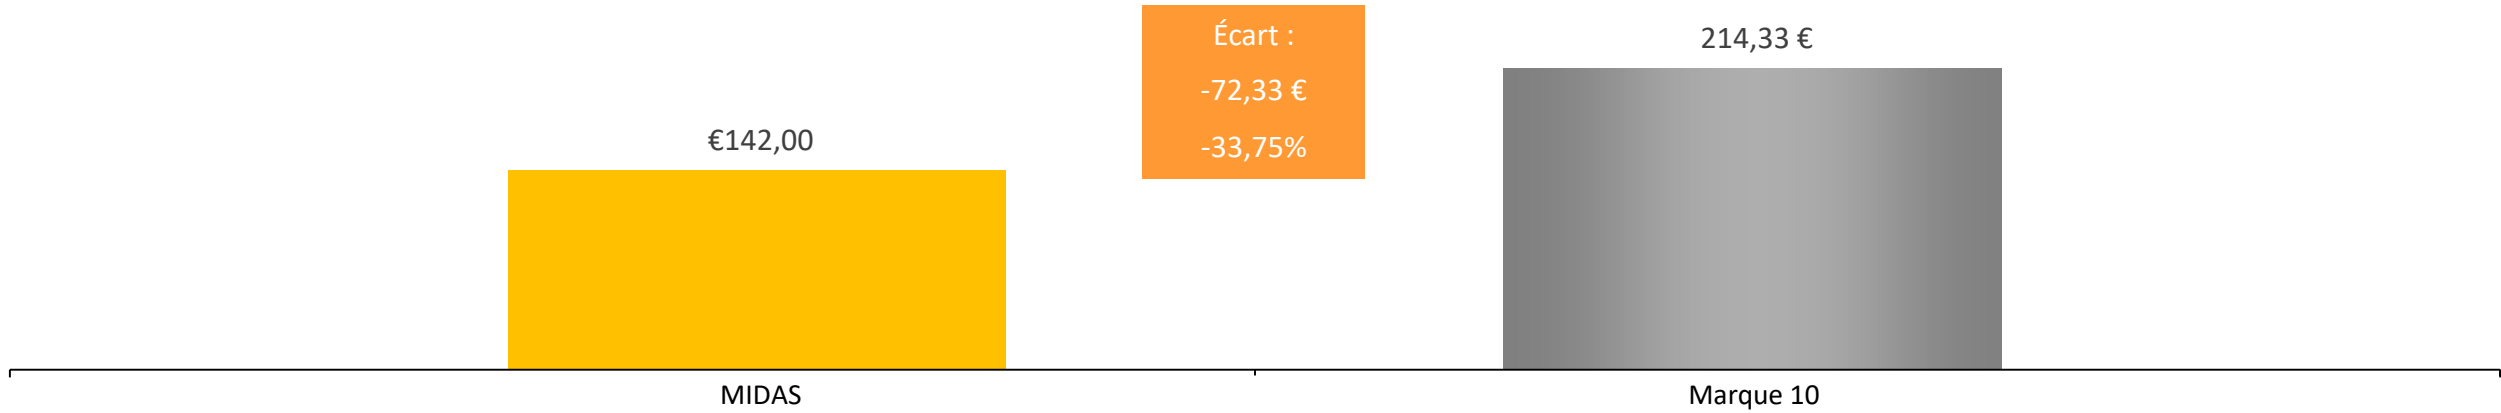 Écart :
-72,33 €
-33,75%
214,33 €
€142,00
MIDAS
Marque 10